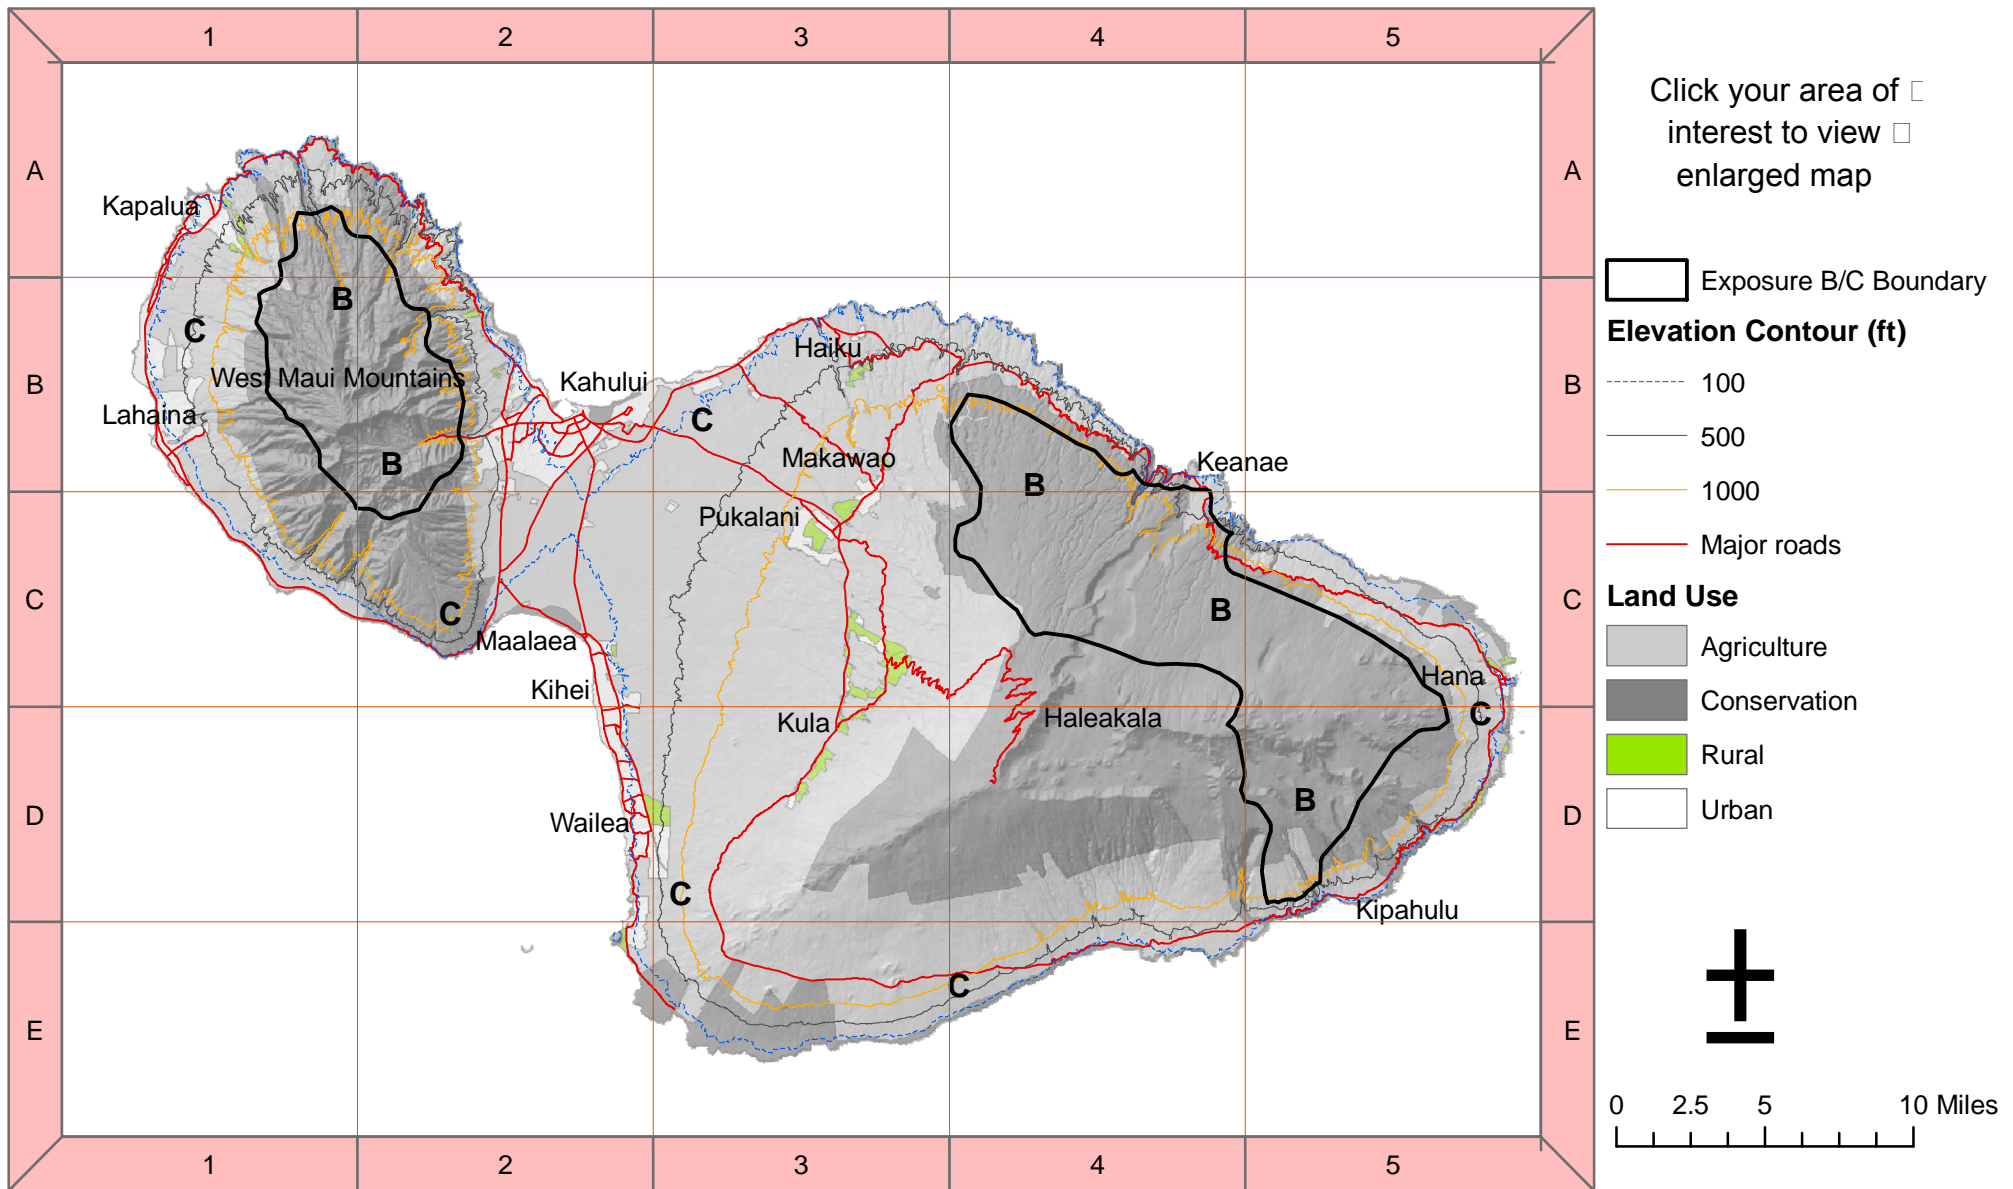 1 2 3 4 5
A A
B B
C C
D D
E E
1 2 3 4 5
Kapalua
B
C
West Maui Mountains
Lahaina
B
C
Kahului
Haiku
C
Makawao
B
Keanae
Pukalani
B
Maalaea
Kihei
Kula
Haleakala
Hana
C
Wailea
B
C
Kipahulu
C
Click your area of
interest to view
enlarged map
Exposure B/C Boundary
Elevation Contour (ft)
100
500
1000
Major roads
Land Use
Agriculture
Conservation
Rural
Urban
0 2.5 5 10 Miles